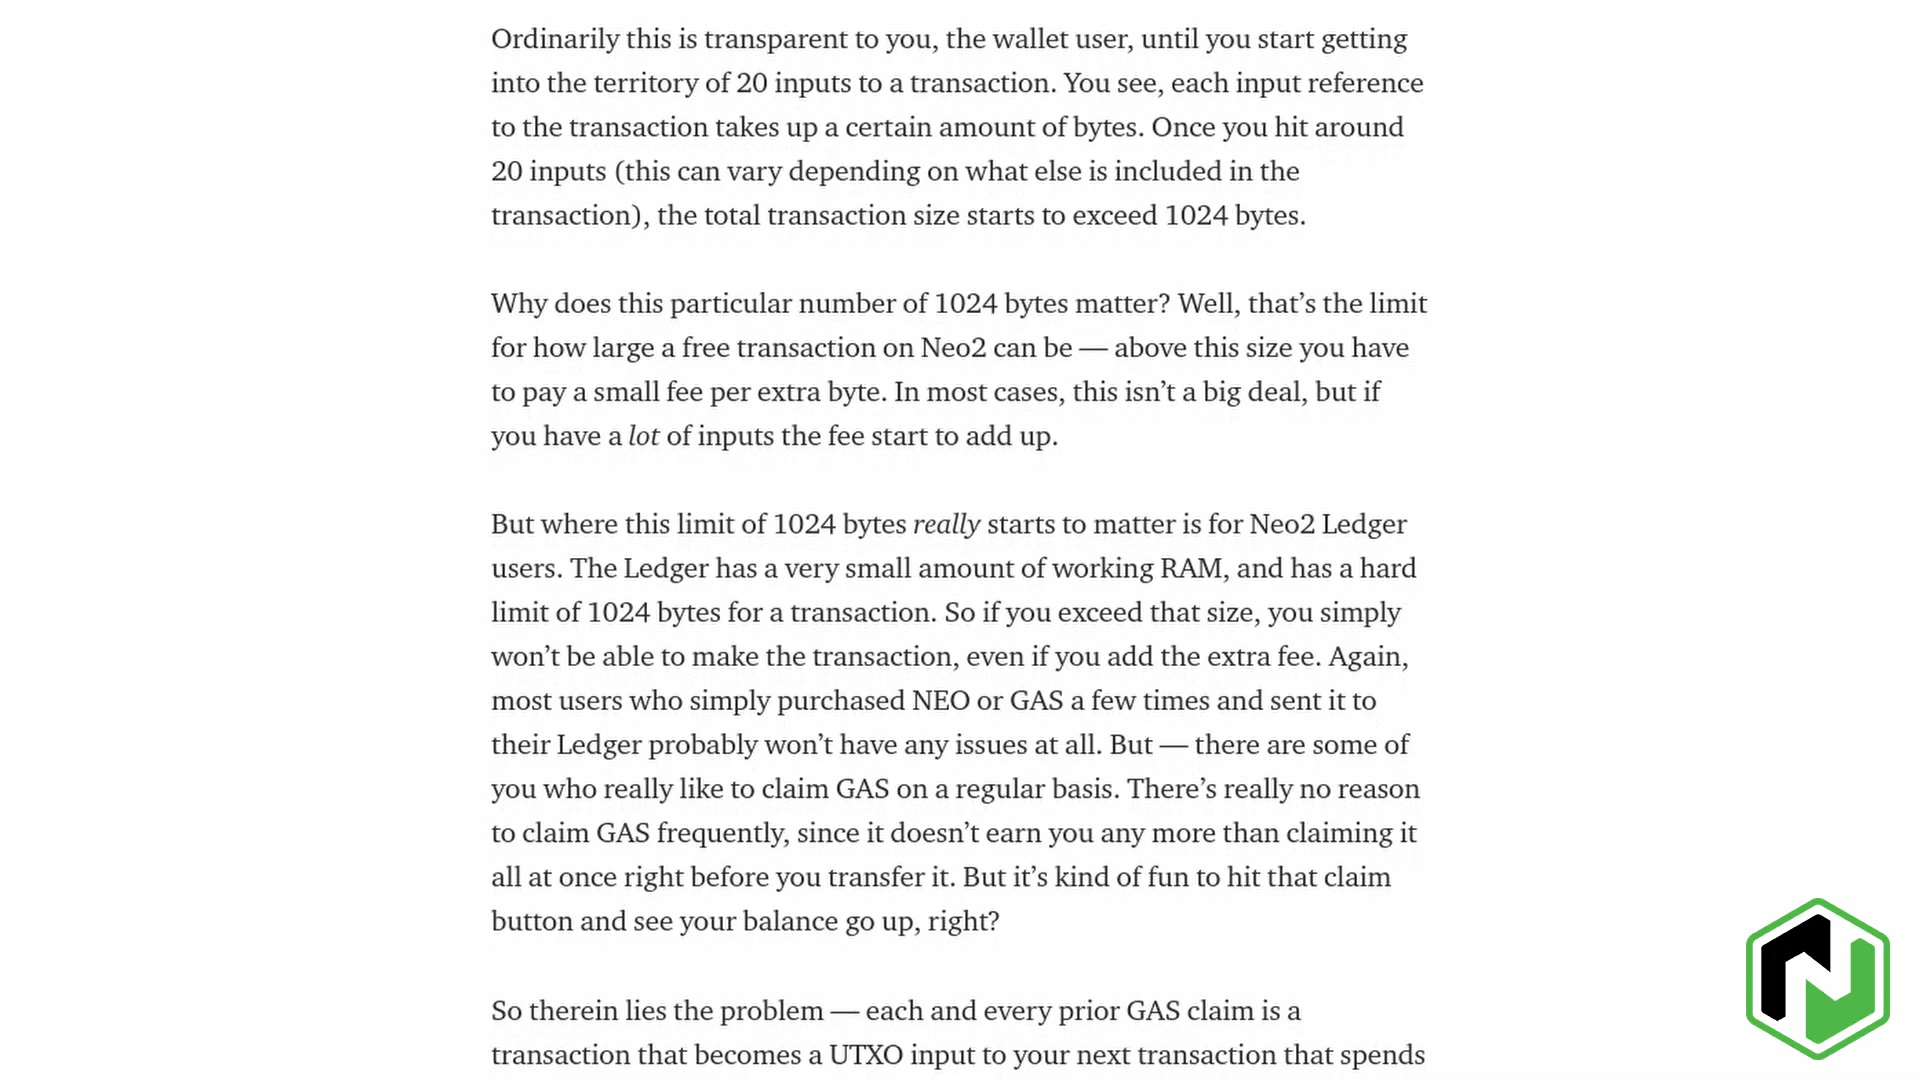 Ordinarily this is transparent to you, the wallet user, until you start getting
into the territory of 20 inputs to a transaction. You see, each input reference
to the transaction takes up a certain amount of bytes. Once you hit around
20 inputs (this can vary depending on what else is included in the
transaction), the total transaction size starts to exceed 1024 bytes.
Why does this particular number of 1024 bytes matter? Well, that’s the limit
for how large a free transaction on Neo2 can be — above this size you have
to pay a small fee per extra byte. In most cases, this isn’t a big deal, but if
you have a lot of inputs the fee start to add up.
But where this limit of 1024 bytes really starts to matter is for Neo2 Ledger
users. The Ledger has a very small amount of working RAM, and has a hard
limit of 1024 bytes for a transaction. So if you exceed that size, you simply
won’t be able to make the transaction, even if you add the extra fee. Again,
most users who simply purchased NEO or GAS a few times and sent it to
their Ledger probably won’t have any issues at all. But — there are some of
you who really like to claim GAS on a regular basis. There’s really no reason
to claim GAS frequently, since it doesn’t earn you any more than claiming it
all at once right before you transfer it. But it’s kind of fun to hit that claim
button and see your balance go up, right?
So therein lies the problem — each and every prior GAS claim is a
transaction that becomes a UTXO input to your next transaction that spends